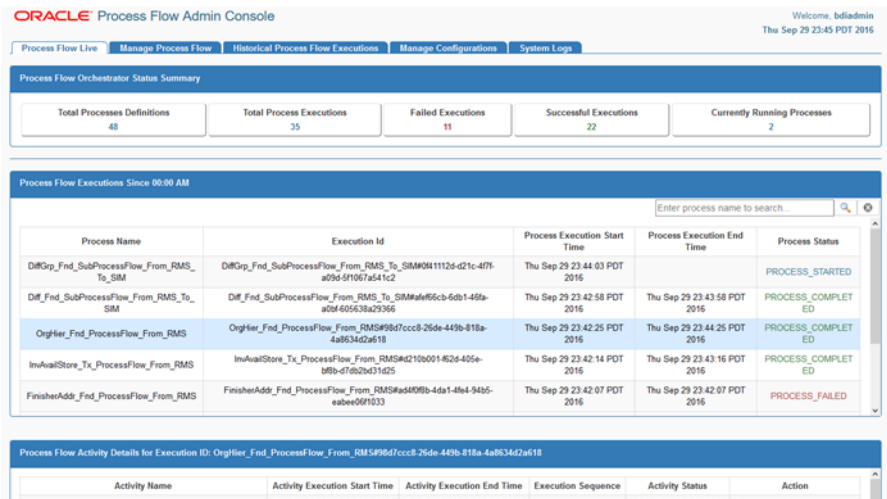 ORACLE Process Flow Admin Console
Welcome, bdiadmin
Thu Sep 29 23:45 PDT 2016
Process Flow Live
Manage Process Flow
Historical Process Flow Executions
Manage Configurations
System Logs
Process Flow Orchestrator Status Summary
Total Processes Definitions
48
Total Process Executions
35
Failed Executions
11
Successful Executions
22
Currently Running Processes
2
Process Flow Executions Since 00:00 AM
Enter process name to search...
Process Name
Execution Id
Process Execution Start
Time
Process Execution End
Time
Process Status
DiffGrp_Fnd_SubProcessFlow_From_RMS_
To_SIM
DiffGrp_Fnd_SubProcessFlow_From_RMS_To_SIM#0f41112d-d21c-4f7f-
a09d-5f1067a541c2
Thu Sep 29 23:44:03 PDT
2016
PROCESS_STARTED
Diff_Fnd_SubProcessFlow_From_RMS_To_
SIM
Diff_Fnd_SubProcessFlow_From_RMS_To_SIM#afef66cb-6db1-46fa-
a0bf-605638a29366
Thu Sep 29 23:42:58 PDT
2016
Thu Sep 29 23:43:58 PDT
2016
PROCESS_COMPLET
ED
OrgHier_Fnd_ProcessFlow_From_RMS
OrgHier_Fnd_ProcessFlow_From_RMS#98d7ccc8-26de-449b-818a-
4a8634d2a618
Thu Sep 29 23:42:25 PDT
2016
Thu Sep 29 23:44:25 PDT
2016
PROCESS_COMPLET
ED
InvAvailStore_Tx_ProcessFlow_From_RMS
InvAvailStore_Tx_ProcessFlow_From_RMS#d210b001-f62d-405e-
bf8b-d7db2bd31d25
Thu Sep 29 23:42:14 PDT
2016
Thu Sep 29 23:43:16 PDT
2016
PROCESS_COMPLET
ED
FinisherAddr_Fnd_ProcessFlow_From_RMS
FinisherAddr_Fnd_ProcessFlow_From_RMS#ad4f0f8b-4da1-4fe4-94b5-
eabee06f1033
Thu Sep 29 23:42:07 PDT
2016
Thu Sep 29 23:42:07 PDT
2016
PROCESS_FAILED
Process Flow Activity Details for Execution ID: OrgHier_Fnd_ProcessFlow_From_RMS#98d7ccc8-26de-449b-818a-4a8634d2a618
Activity Name
Activity Execution Start Time
Activity Execution End Time
Execution Sequence
Activity Status
Action